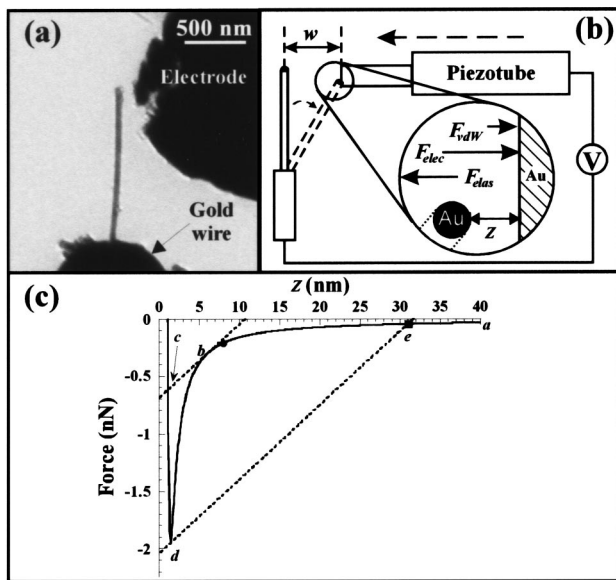 (a)
500 nm
Electrode
Gold
wire
(b)
w
Piezotube
V
F_vdW
F_elec
F_elas
Au
Au
z
(c)
z (nm)
0 5 10 15 20 25 30 35 40
0
-0.5
-1
-1.5
-2
Force (nN)
a
b
c
d
e